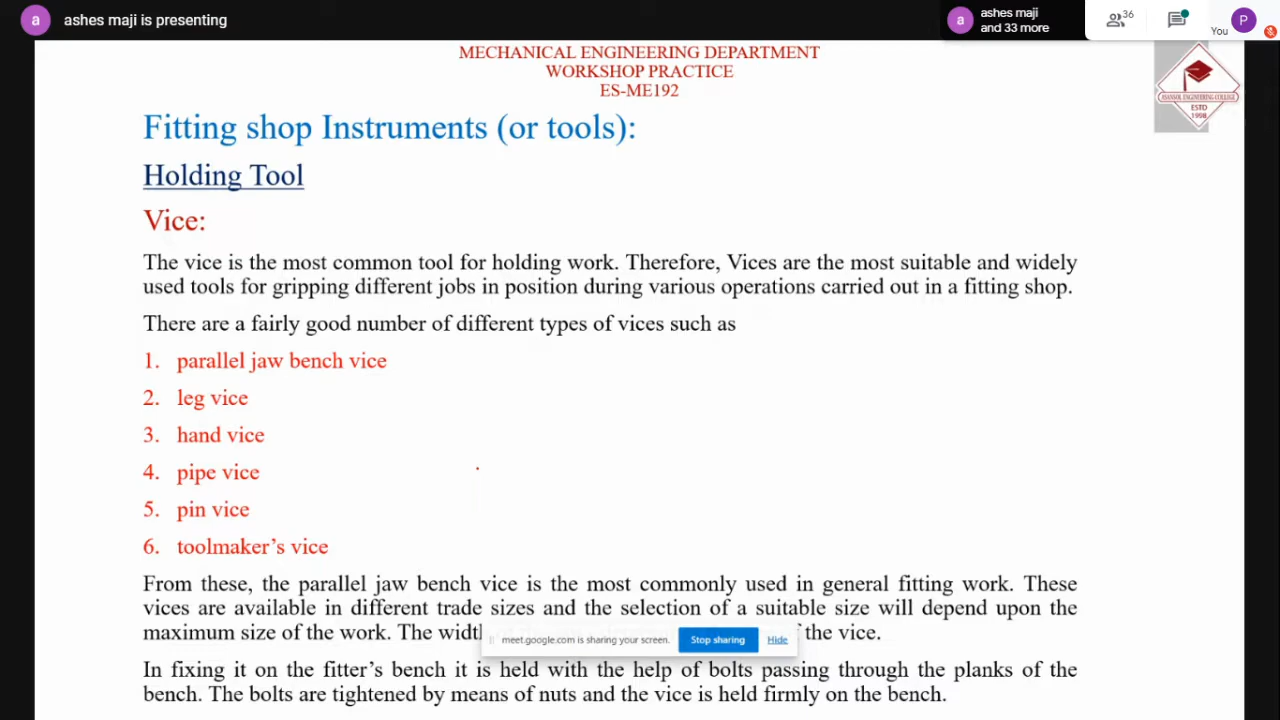 a
ashes maji is presenting
a
ashes maji
and 33 more
36
You
P
MECHANICAL ENGINEERING DEPARTMENT
WORKSHOP PRACTICE
ES-ME192
ASANSOL ENGINEERING COLLEGE
ESTD
1998
Fitting shop Instruments (or tools):
Holding Tool
Vice:
The vice is the most common tool for holding work. Therefore, Vices are the most suitable and widely
used tools for gripping different jobs in position during various operations carried out in a fitting shop.
There are a fairly good number of different types of vices such as
1. parallel jaw bench vice
2. leg vice
3. hand vice
4. pipe vice
5. pin vice
6. toolmaker's vice
From these, the parallel jaw bench vice is the most commonly used in general fitting work. These
vices are available in different trade sizes and the selection of a suitable size will depend upon the
maximum size of the work. The the vice.
meet.google.com is sharing your screen. Stop sharing Hide
In fixing it on the fitter's bench it is held with the help of bolts passing through the planks of the
bench. The bolts are tightened by means of nuts and the vice is held firmly on the bench.